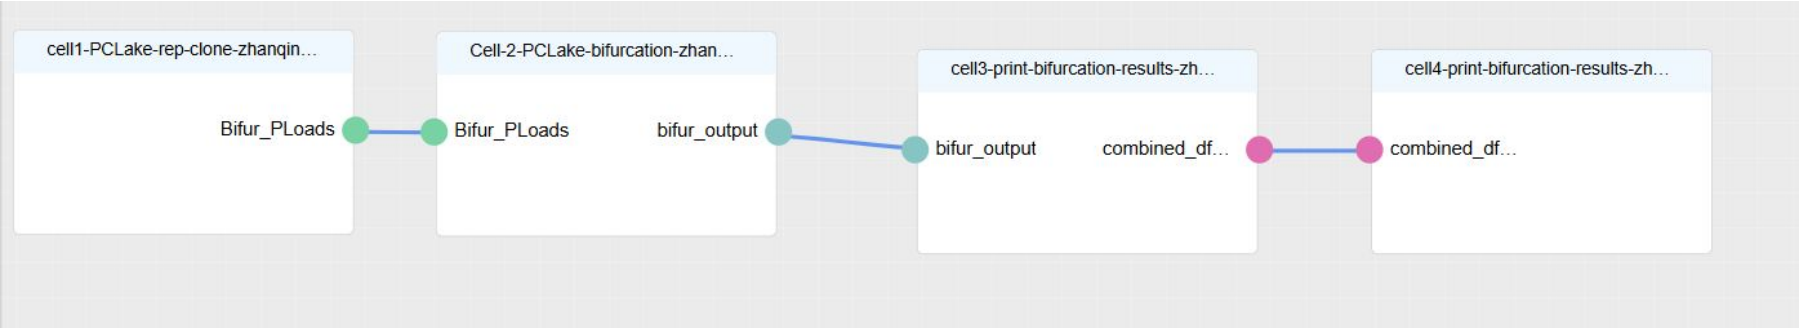 cell1-PCLake-rep-clone-zhanqin...
Bifur_PLoads
Cell-2-PCLake-bifurcation-zhan...
Bifur_PLoads
bifur_output
cell3-print-bifurcation-results-zh...
bifur_output
combined_df...
cell4-print-bifurcation-results-zh...
combined_df...